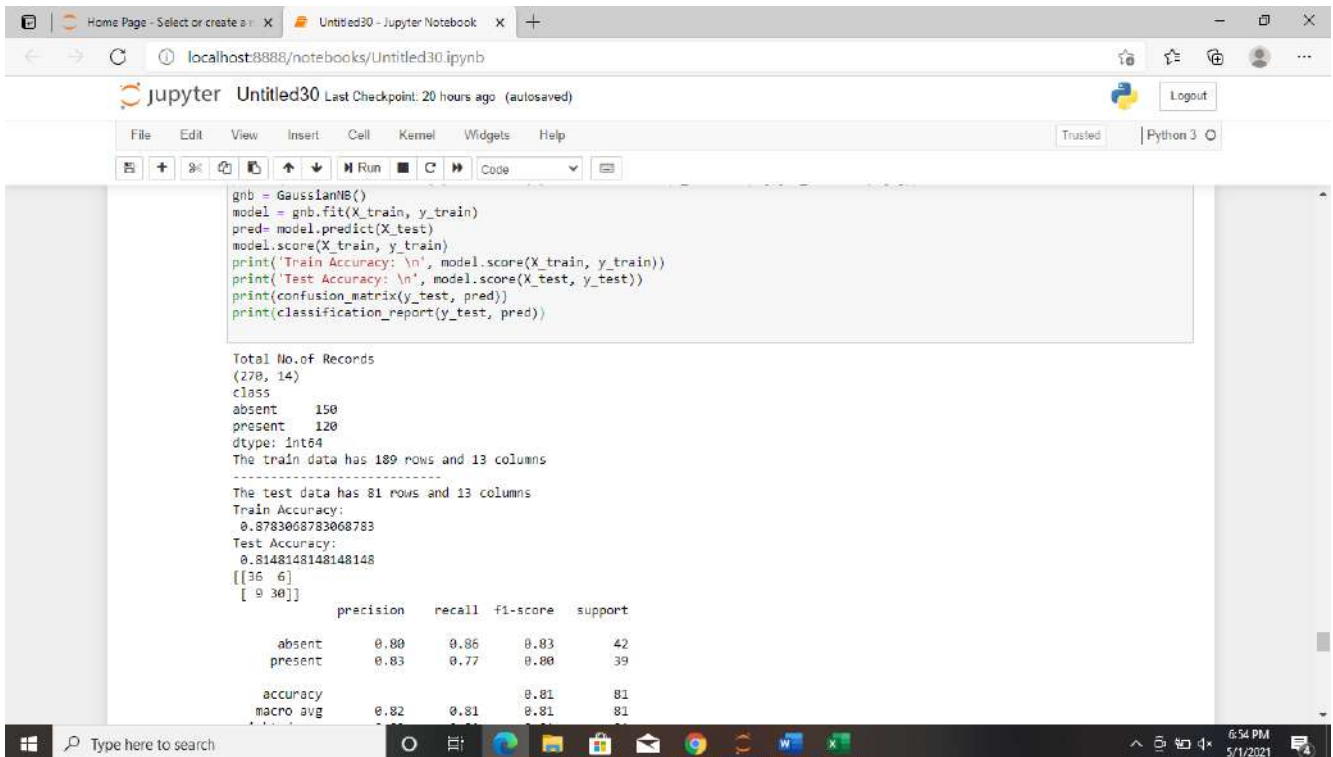 Home Page - Select or create a n
Untitled30 - Jupyter Notebook
localhost:8888/notebooks/Untitled30.ipynb
jupyter Untitled30 Last Checkpoint: 20 hours ago (autosaved)
Logout
File Edit View Insert Cell Kernel Widgets Help
Trusted Python 3
Run Code
gnb = GaussianNB()
model = gnb.fit(X_train, y_train)
pred= model.predict(X_test)
model.score(X_train, y_train)
print('Train Accuracy: \n', model.score(X_train, y_train))
print('Test Accuracy: \n', model.score(X_test, y_test))
print(confusion_matrix(y_test, pred))
print(classification_report(y_test, pred))
Total No.of Records
(270, 14)
class
absent 150
present 120
dtype: int64
The train data has 189 rows and 13 columns
----------------------------
The test data has 81 rows and 13 columns
Train Accuracy:
0.8783068783068783
Test Accuracy:
0.8148148148148148
[[36 6]
[ 9 30]]
precision recall f1-score support
absent 0.80 0.86 0.83 42
present 0.83 0.77 0.80 39
accuracy 0.81 81
macro avg 0.82 0.81 0.81 81
Type here to search
6:54 PM
5/1/2021